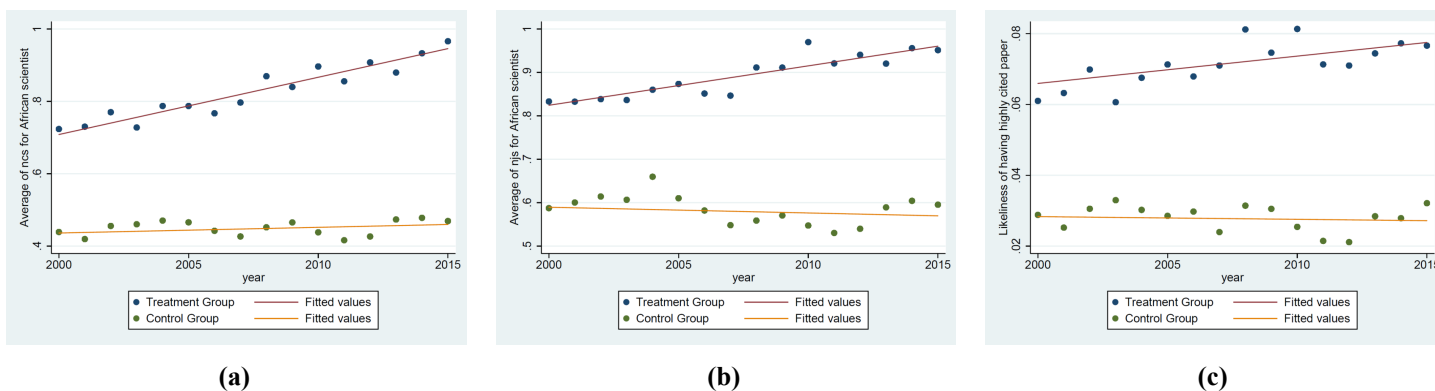 Average of ncs for African scientist
1
.8
.6
.4
2000 2005 2010 2015
year
Treatment Group Fitted values
Control Group Fitted values
(a)
Average of njs for African scientist
1
.9
.8
.7
.6
.5
2000 2005 2010 2015
year
Treatment Group Fitted values
Control Group Fitted values
(b)
Likeliness of having highly cited paper
.08
.06
.04
.02
2000 2005 2010 2015
year
Treatment Group Fitted values
Control Group Fitted values
(c)